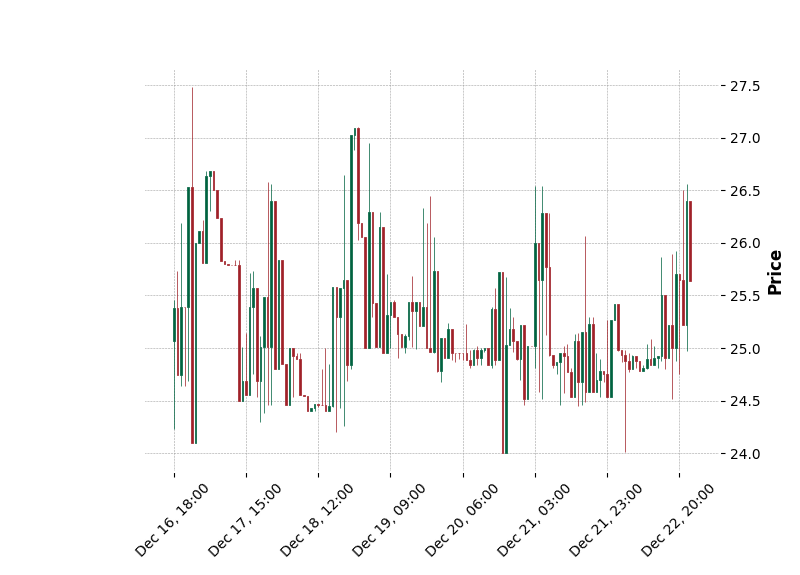 27.5
27.0
26.5
26.0
25.5
25.0
24.5
24.0
Price
Dec 16, 18:00
Dec 17, 15:00
Dec 18, 12:00
Dec 19, 09:00
Dec 20, 06:00
Dec 21, 03:00
Dec 21, 23:00
Dec 22, 20:00